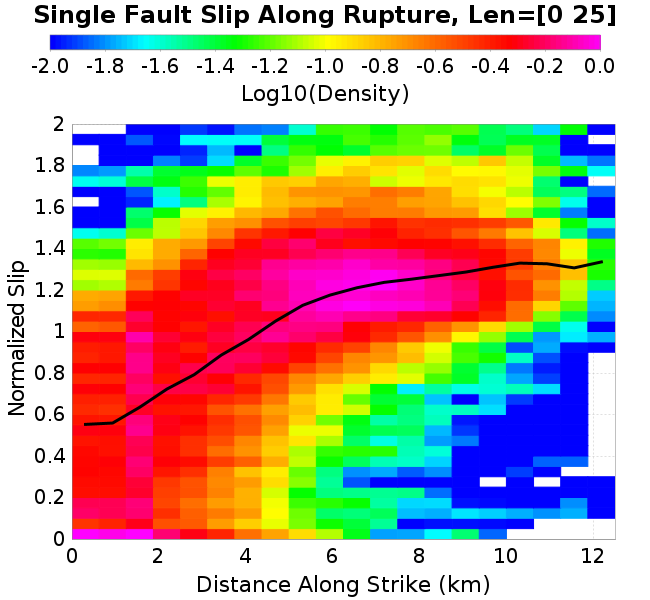 Single Fault Slip Along Rupture, Len=[0 25]
-2.0 -1.8 -1.6 -1.4 -1.2 -1.0 -0.8 -0.6 -0.4 -0.2 0.0
Log10(Density)
2
1.8
1.6
1.4
1.2
1
0.8
0.6
0.4
0.2
0
Normalized Slip
0 2 4 6 8 10 12
Distance Along Strike (km)